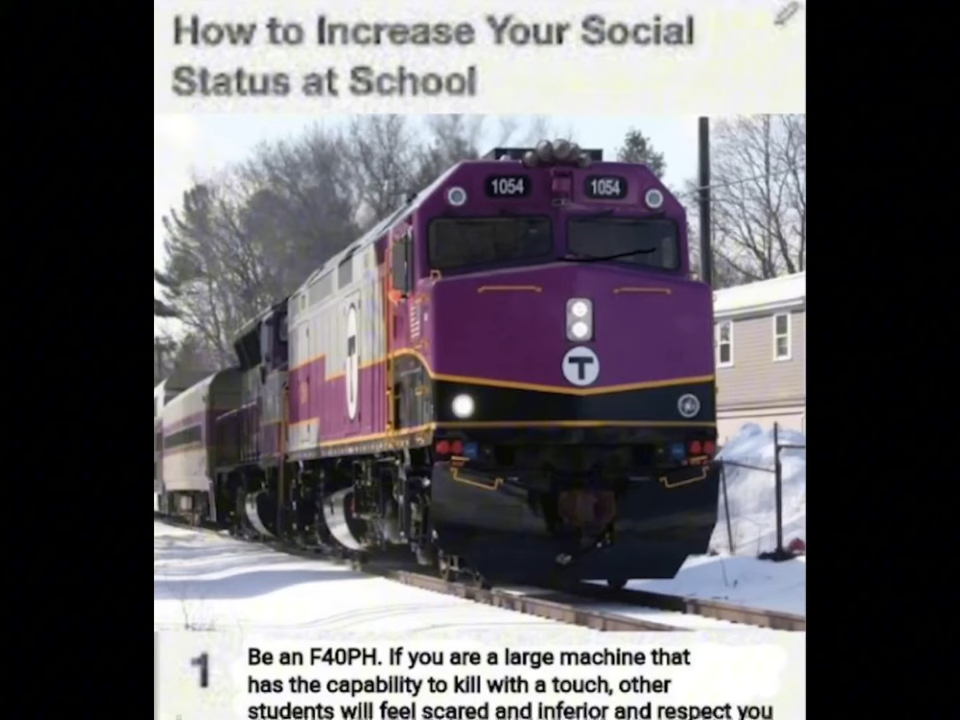 How to Increase Your Social
Status at School
1054 1054
T
1 Be an F40PH. If you are a large machine that
has the capability to kill with a touch, other
students will feel scared and inferior and respect you